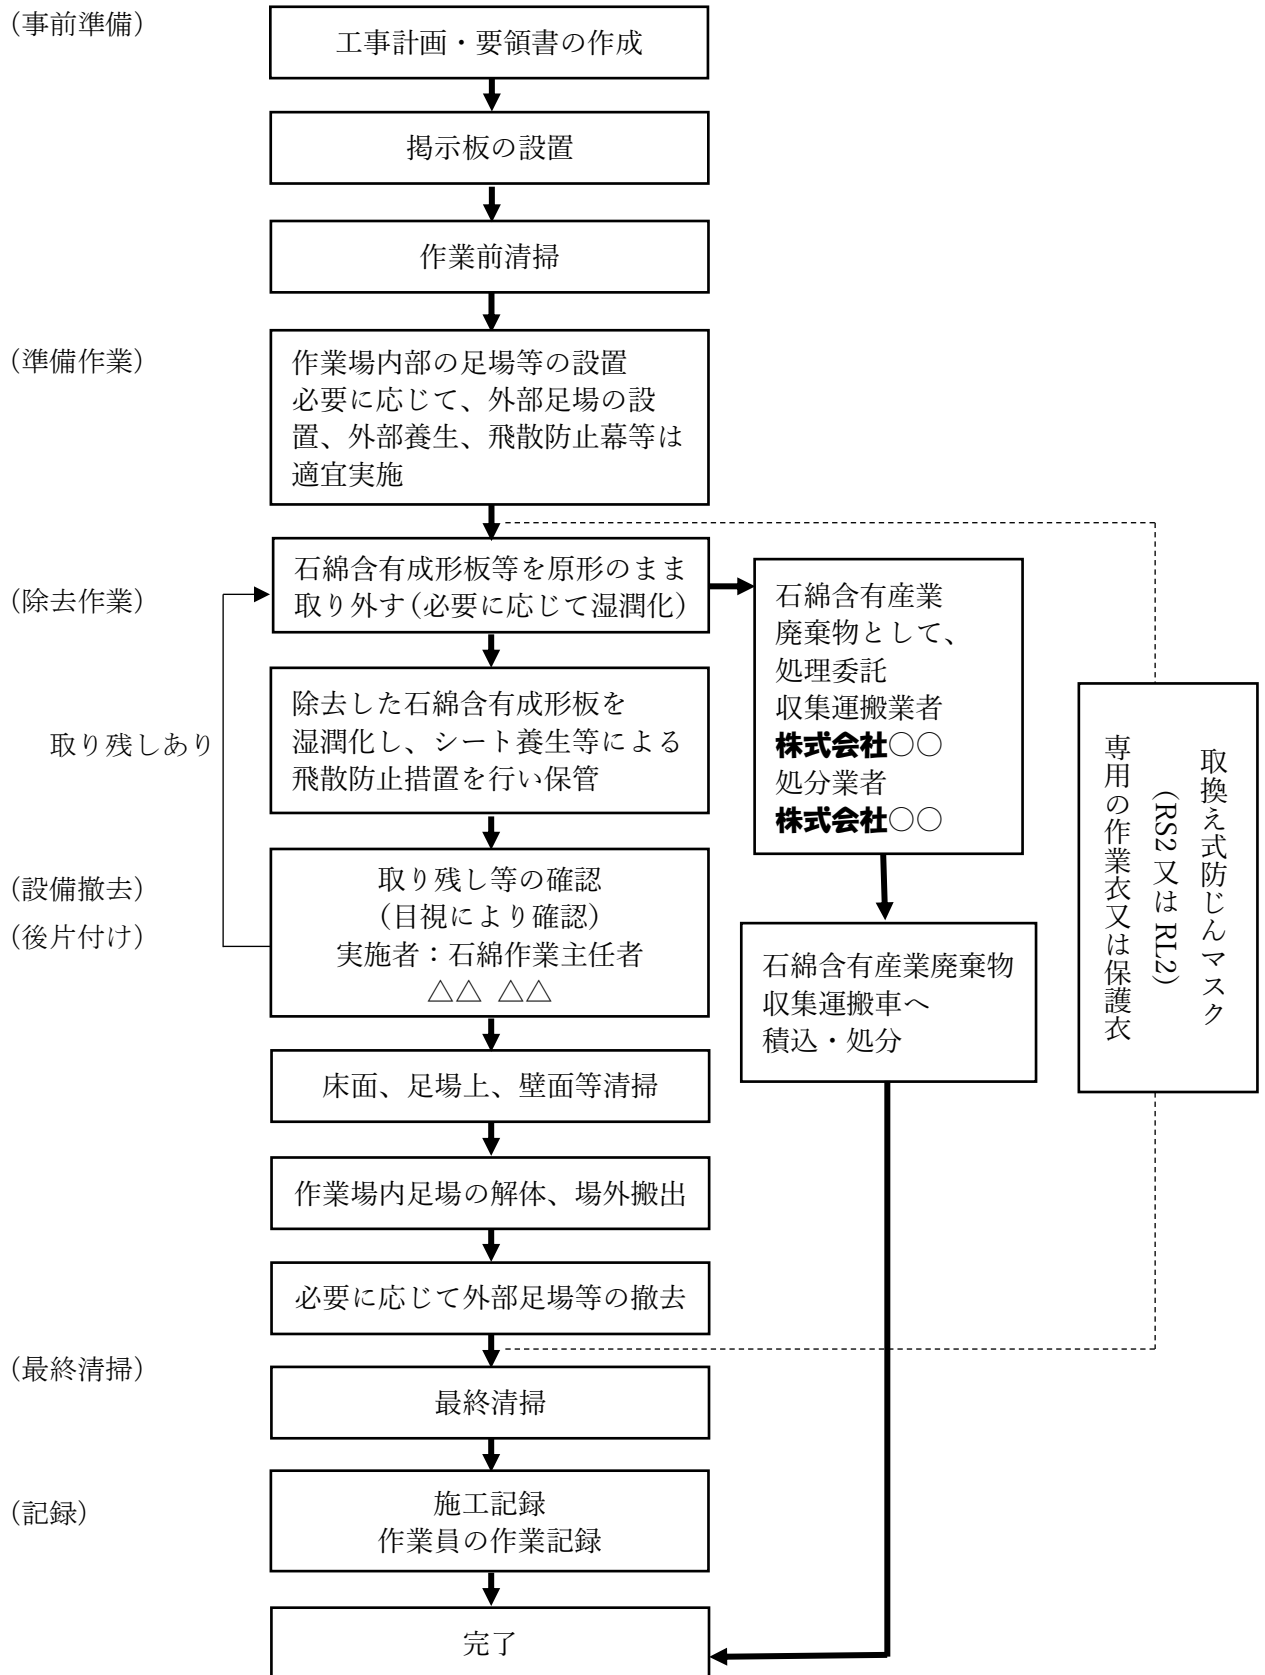 (事前準備)
工事計画・要領書の作成
掲示板の設置
作業前清掃
(準備作業)
作業場内部の足場等の設置
必要に応じて、外部足場の設
置、外部養生、飛散防止幕等は
適宜実施
(除去作業)
石綿含有成形板等を原形のまま
取り外す(必要に応じて湿潤化)
石綿含有産業
廃棄物として、
処理委託
収集運搬業者
株式会社○○
処分業者
株式会社○○
取り残しあり
除去した石綿含有成形板を
湿潤化し、シート養生等による
飛散防止措置を行い保管
取換え式防じんマスク
(RS2 又は RL2)
専用の作業衣又は保護衣
(設備撤去)
(後片付け)
取り残し等の確認
(目視により確認)
実施者：石綿作業主任者
△△ △△
石綿含有産業廃棄物
収集運搬車へ
積込・処分
床面、足場上、壁面等清掃
作業場内足場の解体、場外搬出
必要に応じて外部足場等の撤去
(最終清掃)
最終清掃
(記録)
施工記録
作業員の作業記録
完了